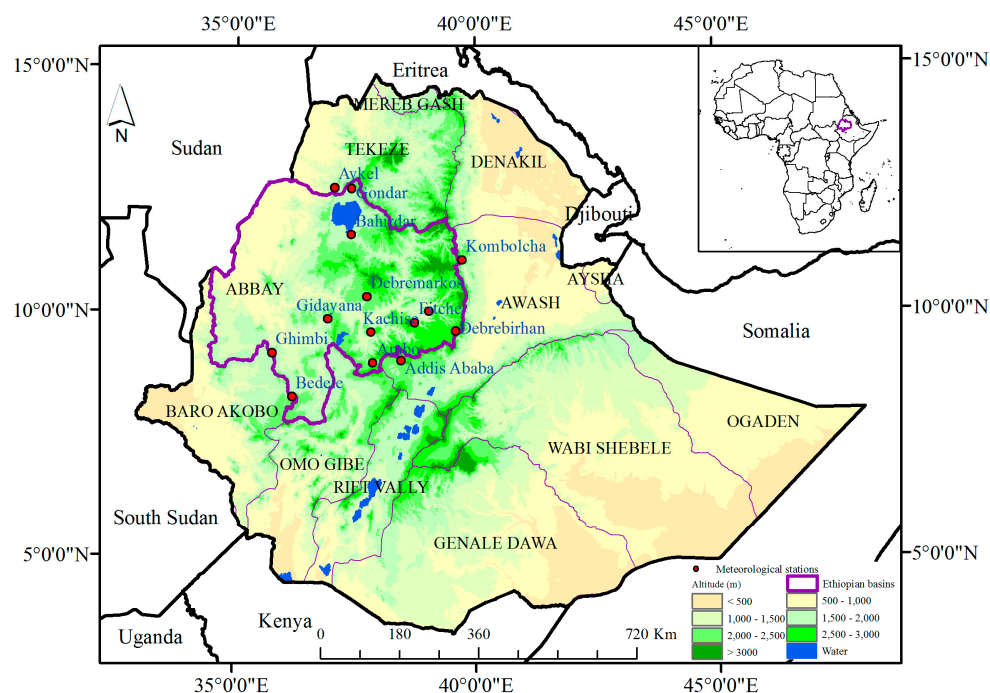 35°0'0"E 40°0'0"E 45°0'0"E
15°0'0"N 15°0'0"N
Eritrea
MEREB GASH
N
Sudan
TEKEZE
DENAKIL
Aykel
Gondar
Djibouti
Bahirdar
Kombolcha
AYSHA
ABBAY
Debremarkos
AWASH
10°0'0"N 10°0'0"N
Gidayana
Fitche
Kachise
Debrebirhan
Somalia
Ghimbi
Ambo
Addis Ababa
Bedele
BARO AKOBO
OGADEN
WABI SHEBELE
OMO GIBE
RIFT VALLY
South Sudan
GENALE DAWA
5°0'0"N 5°0'0"N
Meteorological stations
Altitude (m) Ethiopian basins
< 500 500 - 1,000
1,000 - 1,500 1,500 - 2,000
2,000 - 2,500 2,500 - 3,000
> 3000 Water
Kenya
Uganda
0 180 360 720 Km
35°0'0"E 40°0'0"E 45°0'0"E